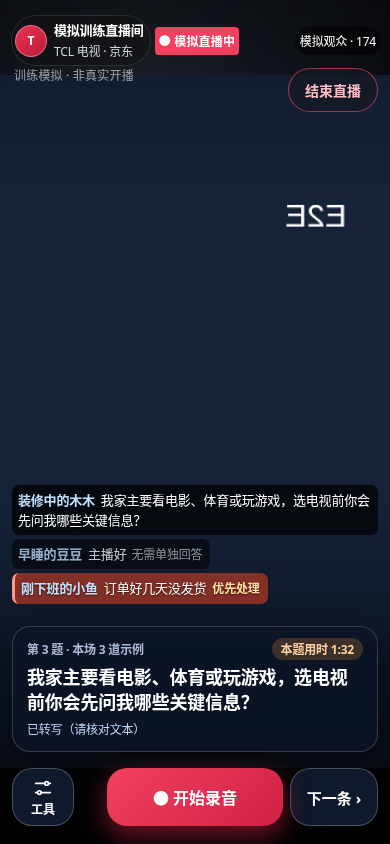 T
模拟训练直播间
TCL 电视 · 京东
模拟直播中
模拟观众 · 174
训练模拟 · 非真实开播
结束直播
E2E
装修中的木木 我家主要看电影、体育或玩游戏，选电视前你会
先问我哪些关键信息？
早睡的豆豆 主播好 无需单独回答
刚下班的小鱼 订单好几天没发货 优先处理
第 3 题 · 本场 3 道示例
本题用时 1:32
我家主要看电影、体育或玩游戏，选电视
前你会先问我哪些关键信息？
已转写（请核对文本）
工具
开始录音
下一条 ›